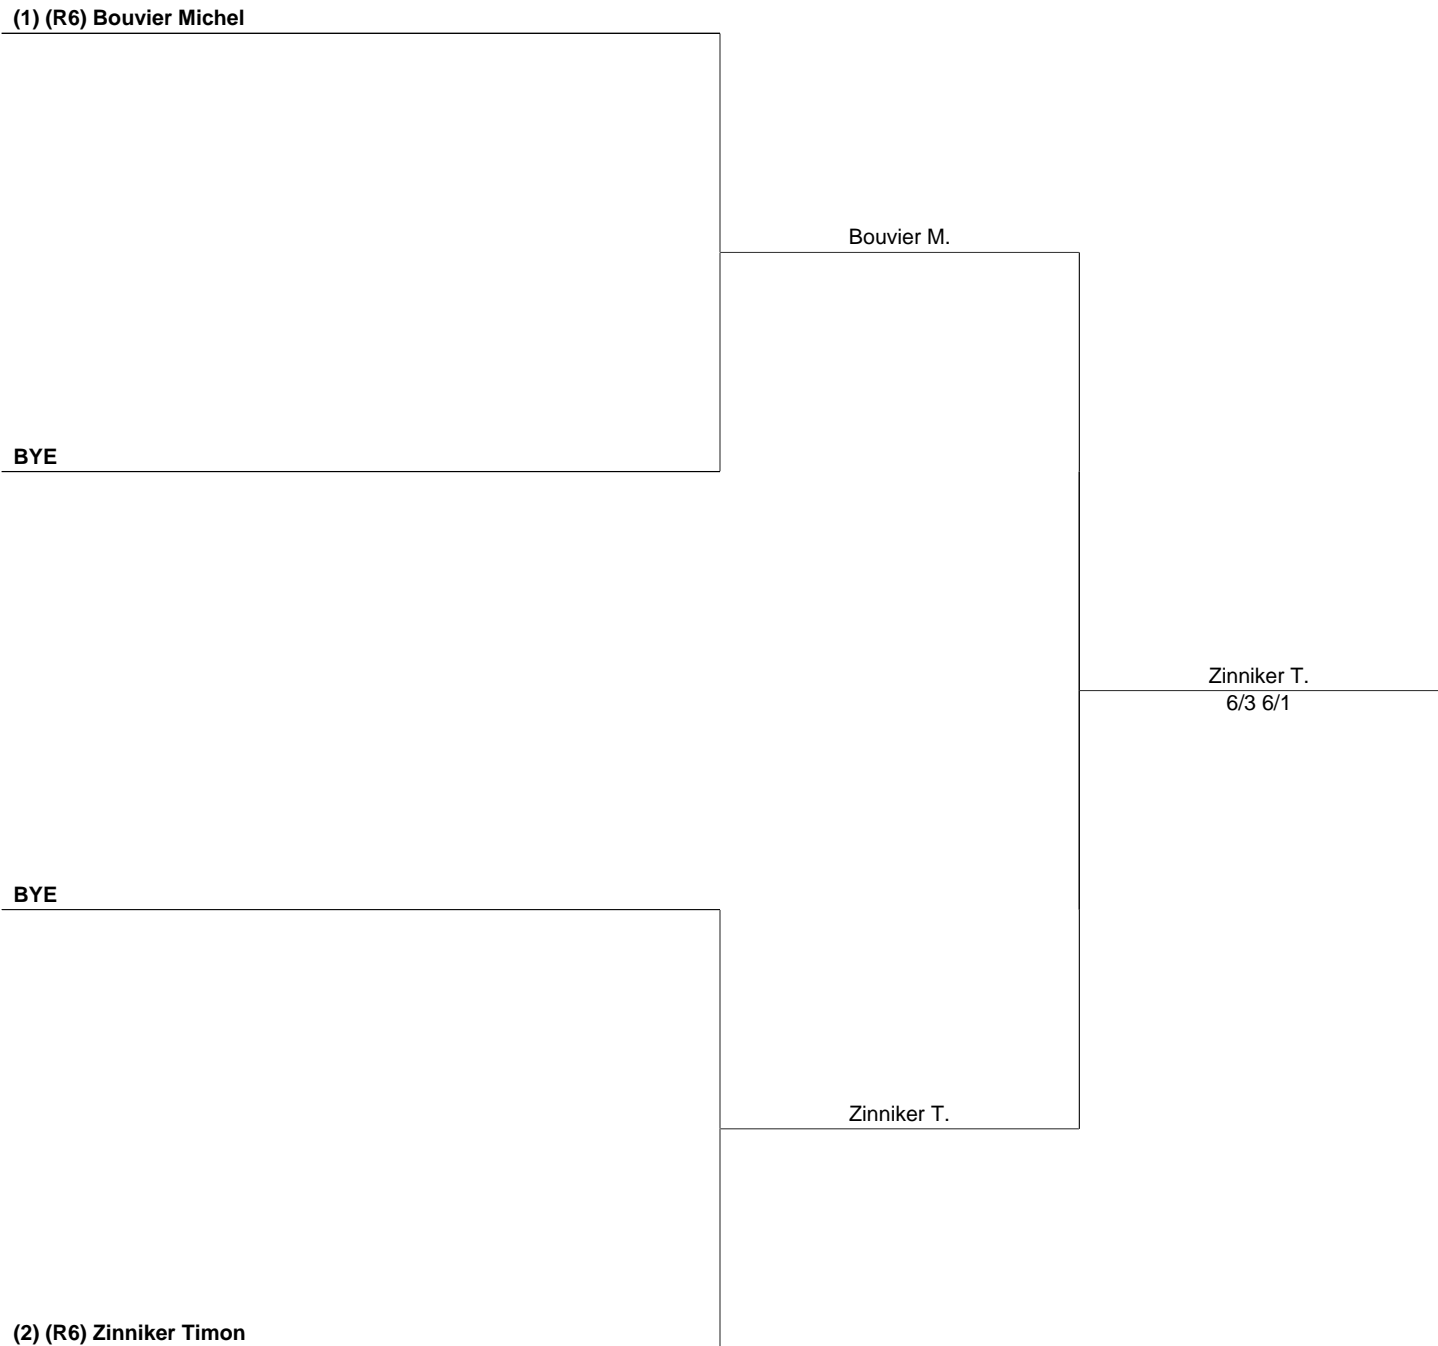 (1) (R6) Bouvier Michel
Bouvier M.
BYE
Zinniker T.
6/3 6/1
BYE
Zinniker T.
(2) (R6) Zinniker Timon